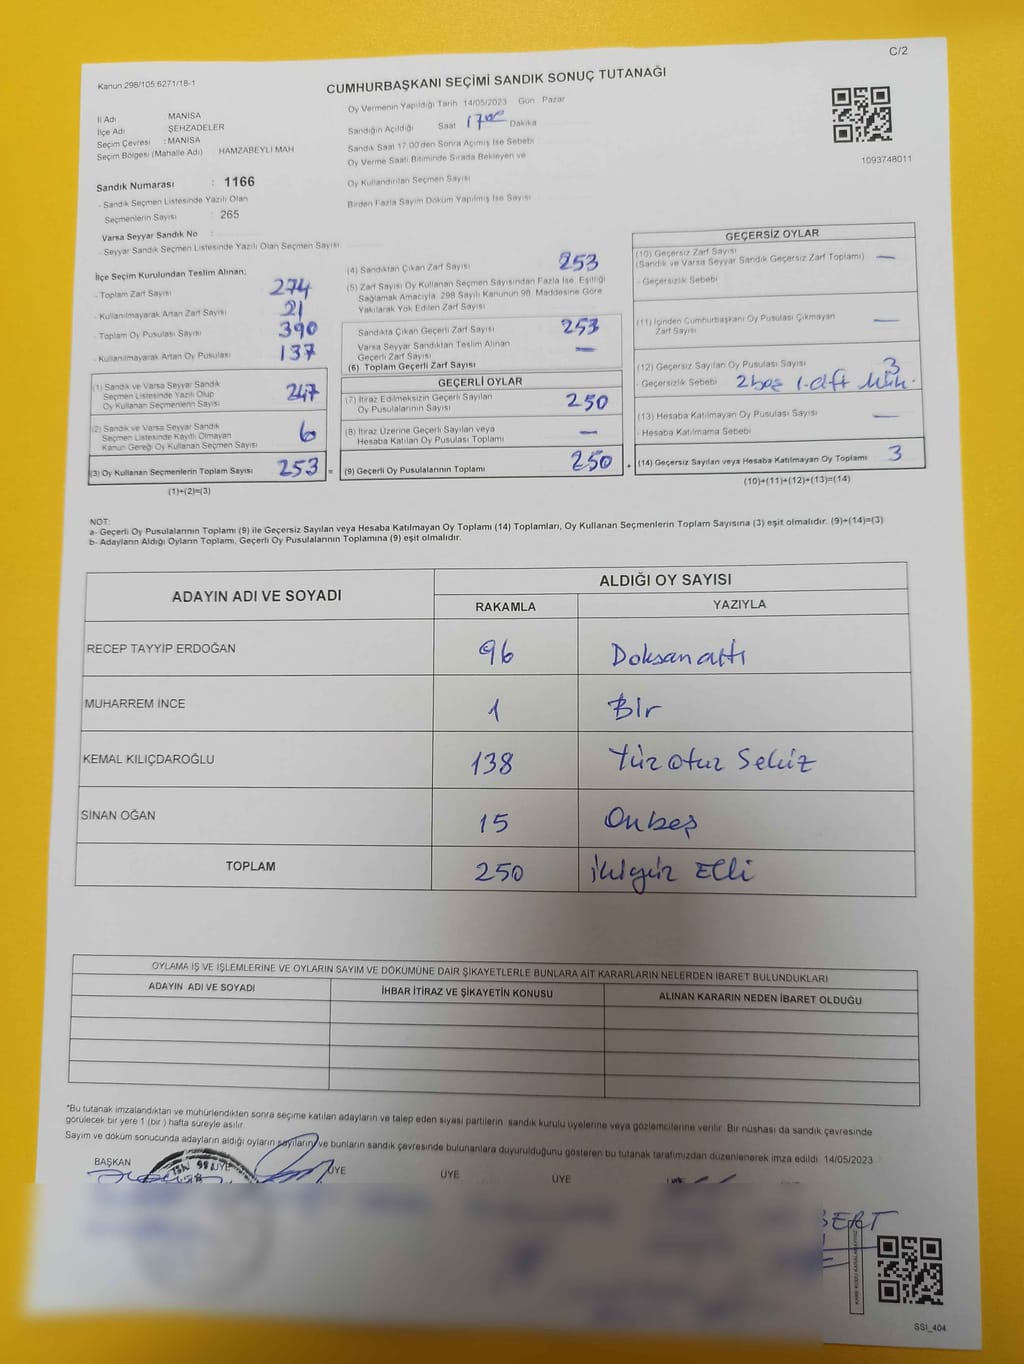 C/2
Kanun:298/105 6271/18-1
CUMHURBAŞKANI SEÇİMİ SANDIK SONUÇ TUTANAĞI
İl Adı MANİSA
İlçe Adı ŞEHZADELER
Seçim Çevresi : MANİSA
Seçim Bölgesi (Mahalle Adı) HAMZABEYLİ MAH
Oy Vermenin Yapıldığı Tarih :14/05/2023 Gün : Pazar
Sandığın Açıldığı Saat 17:00 Dakika
Sandık Saat 17:00'den Sonra Açımış İse Sebebi
Oy Verme Saati Bitiminde Sırada Bekleyen ve
Oy Kullandırılan Seçmen Sayısı
Birden Fazla Sayım Döküm Yapılmış İse Sayısı
1093748011
Sandık Numarası : 1166
- Sandık Seçmen Listesinde Yazılı Olan
Seçmenlerin Sayısı : 265
Varsa Seyyar Sandık No :
- Seyyar Sandık Seçmen Listesinde Yazılı Olan Seçmen Sayısı
İlçe Seçim Kurulundan Teslim Alınan;
- Toplam Zarf Sayısı 274
- Kullanılmayarak Artan Zarf Sayısı 21
- Toplam Oy Pusulası Sayısı 390
- Kullanılmayarak Artan Oy Pusulası 137
(1) Sandık ve Varsa Seyyar Sandık
Seçmen Listesinde Yazılı Olup
Oy Kullanan Seçmenlerin Sayısı 247
(2) Sandık ve Varsa Seyyar Sandık
Seçmen Listesinde Kayıtlı Olmayan
Kanun Gereği Oy Kullanan Seçmen Sayısı 6
(3) Oy Kullanan Seçmenlerin Toplam Sayısı 253 =
(1)+(2)=(3)
(4) Sandıktan Çıkan Zarf Sayısı 253
(5) Zarf Sayısı Oy Kullanan Seçmen Sayısından Fazla İse, Eşitliği
Sağlamak Amacıyla, 298 Sayılı Kanunun 98. Maddesine Göre
Yakılarak Yok Edilen Zarf Sayısı
Sandıkta Çıkan Geçerli Zarf Sayısı 253
Varsa Seyyar Sandıktan Teslim Alınan
Geçerli Zarf Sayısı —
(6) Toplam Geçerli Zarf Sayısı
GEÇERLİ OYLAR
(7) İtiraz Edilmeksizin Geçerli Sayılan
Oy Pusulalarının Sayısı 250
(8) İtiraz Üzerine Geçerli Sayılan veya
Hesaba Katılan Oy Pusulası Toplamı —
(9) Geçerli Oy Pusulalarının Toplamı 250 +
GEÇERSİZ OYLAR
(10) Geçersiz Zarf Sayısı
(Sandık ve Varsa Seyyar Sandık Geçersiz Zarf Toplamı) —
- Geçersizlik Sebebi
(11) İçinden Cumhurbaşkanı Oy Pusulası Çıkmayan
Zarf Sayısı —
(12) Geçersiz Sayılan Oy Pusulası Sayısı 3
- Geçersizlik Sebebi 2 boş 1-çift Müh.
(13) Hesaba Katılmayan Oy Pusulası Sayısı —
- Hesaba Katılmama Sebebi
(14) Geçersiz Sayılan veya Hesaba Katılmayan Oy Toplamı 3
(10)+(11)+(12)+(13)=(14)
NOT:
a- Geçerli Oy Pusulalarının Toplamı (9) ile Geçersiz Sayılan veya Hesaba Katılmayan Oy Toplamı (14) Toplamları, Oy Kullanan Seçmenlerin Toplam Sayısına (3) eşit olmalıdır. (9)+(14)=(3)
b- Adayların Aldığı Oyların Toplamı, Geçerli Oy Pusulalarının Toplamına (9) eşit olmalıdır.
ADAYIN ADI VE SOYADI ALDIĞI OY SAYISI
RAKAMLA YAZIYLA
RECEP TAYYİP ERDOĞAN 96 Doksanaltı
MUHARREM İNCE 1 Bir
KEMAL KILIÇDAROĞLU 138 Yüz otuz Sekiz
SİNAN OĞAN 15 Onbeş
TOPLAM 250 İkiyüz Elli
OYLAMA İŞ VE İŞLEMLERİNE VE OYLARIN SAYIM VE DÖKÜMÜNE DAİR ŞİKAYETLERLE BUNLARA AİT KARARLARIN NELERDEN İBARET BULUNDUKLARI
ADAYIN ADI VE SOYADI İHBAR İTİRAZ VE ŞİKAYETİN KONUSU ALINAN KARARIN NEDEN İBARET OLDUĞU
*Bu tutanak imzalandıktan ve mühürlendikten sonra seçime katılan adayların ve talep eden siyasi partilerin sandık kurulu üyelerine veya gözlemcilerine verilir. Bir nüshası da sandık çevresinde
görülecek bir yere 1 (bir ) hafta süreyle asılır.
Sayım ve döküm sonucunda adayların aldığı oyların sayılarını ve bunların sandık çevresinde bulunanlara duyurulduğunu gösteren bu tutanak tarafımızdan düzenlenerek imza edildi. 14/05/2023
BAŞKAN ÜYE ÜYE ÜYE ÜYE
BERT
SSI_404